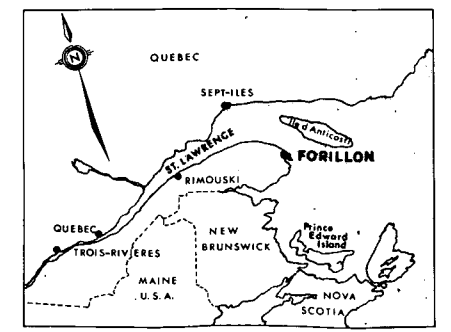 N
QUEBEC
SEPT-ILES
Ile d'Anticosti
ST. LAWRENCE
FORILLON
RIMOUSKI
QUEBEC
TROIS-RIVIERES
NEW
BRUNSWICK
Prince
Edward
Island
MAINE
U.S.A.
NOVA
SCOTIA